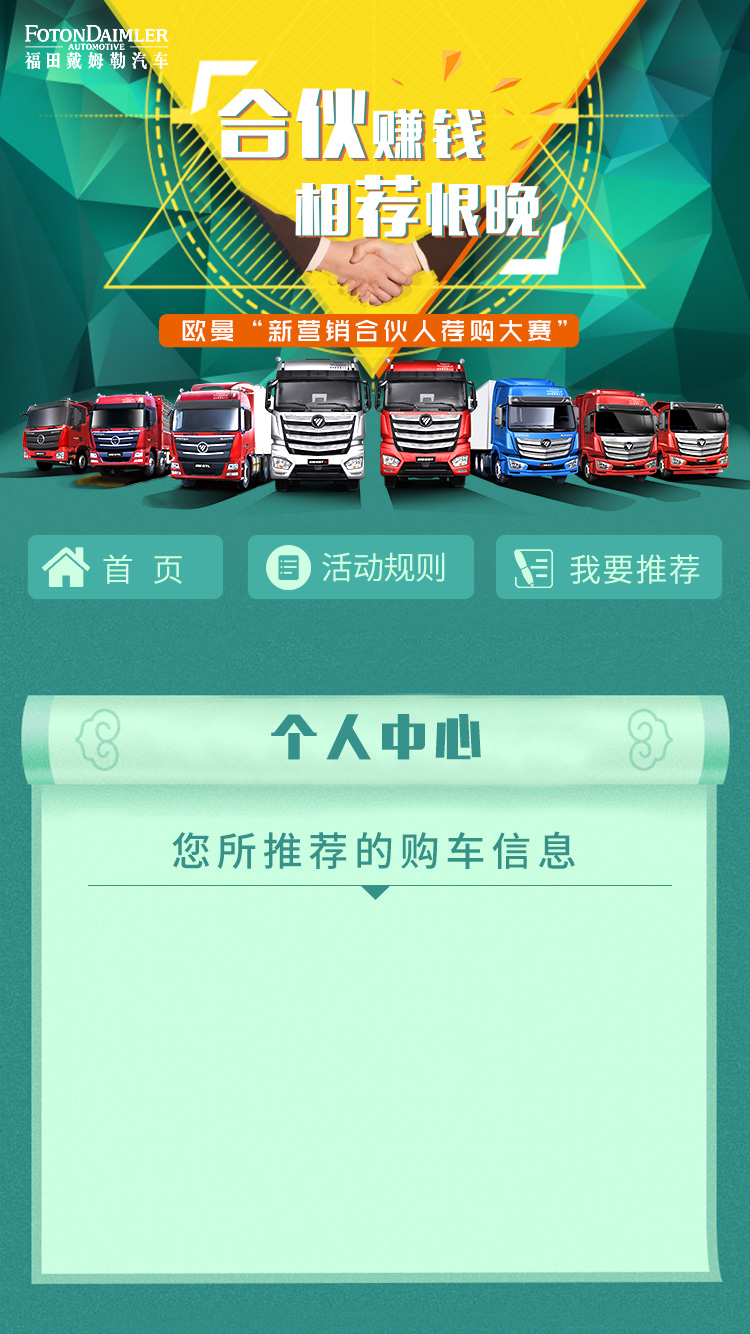 FOTONDAIMLER
AUTOMOTIVE
福田戴姆勒汽车
合伙赚钱
相荐恨晚
欧曼“新营销合伙人荐购大赛”
首 页
活动规则
我要推荐
个人中心
您所推荐的购车信息